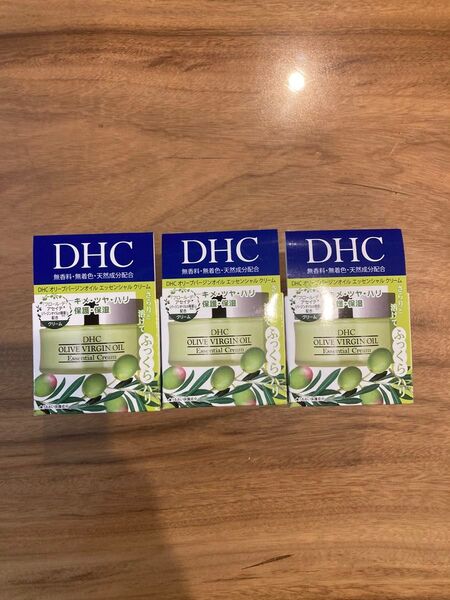 DHC
無香料・無着色・天然成分配合
DHC オリーブバージンオイル エッセンシャル クリーム
キメ・ツヤ・ハリ
保護・保湿
クリーム
ふっくら
DHC
OLIVE VIRGIN OIL
Essential Cream
DHC
無香料・無着色・天然成分配合
DHC オリーブバージンオイル エッセンシャル クリーム
キメ・ツヤ・ハリ
保護・保湿
クリーム
ふっくら
DHC
OLIVE VIRGIN OIL
Essential Cream
DHC
無香料・無着色・天然成分配合
DHC オリーブバージンオイル エッセンシャル クリーム
キメ・ツヤ・ハリ
保護・保湿
クリーム
ふっくら
DHC
OLIVE VIRGIN OIL
Essential Cream